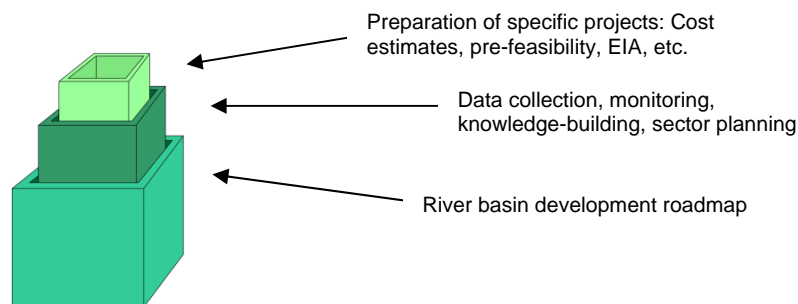 Preparation of specific projects: Cost
estimates, pre-feasibility, EIA, etc.
Data collection, monitoring,
knowledge-building, sector planning
River basin development roadmap